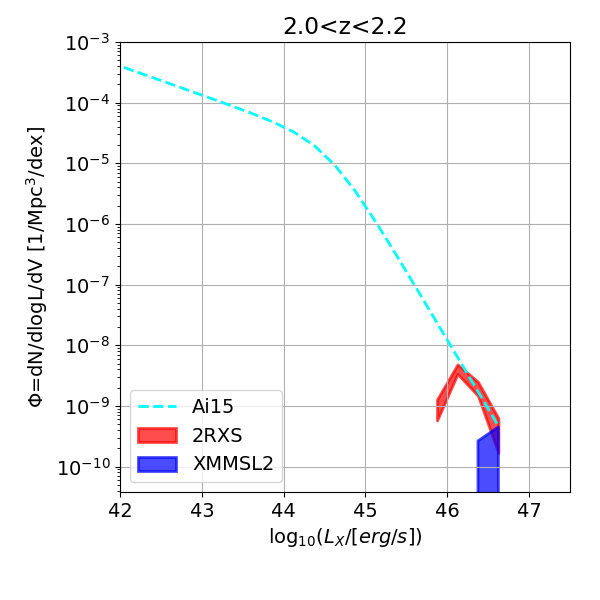 2.0<z<2.2
Φ=dN/dlogL/dV [1/Mpc³/dex]
10⁻³
10⁻⁴
10⁻⁵
10⁻⁶
10⁻⁷
10⁻⁸
10⁻⁹
10⁻¹⁰
Ai15
2RXS
XMMSL2
42 43 44 45 46 47
log₁₀(L_X/[erg/s])